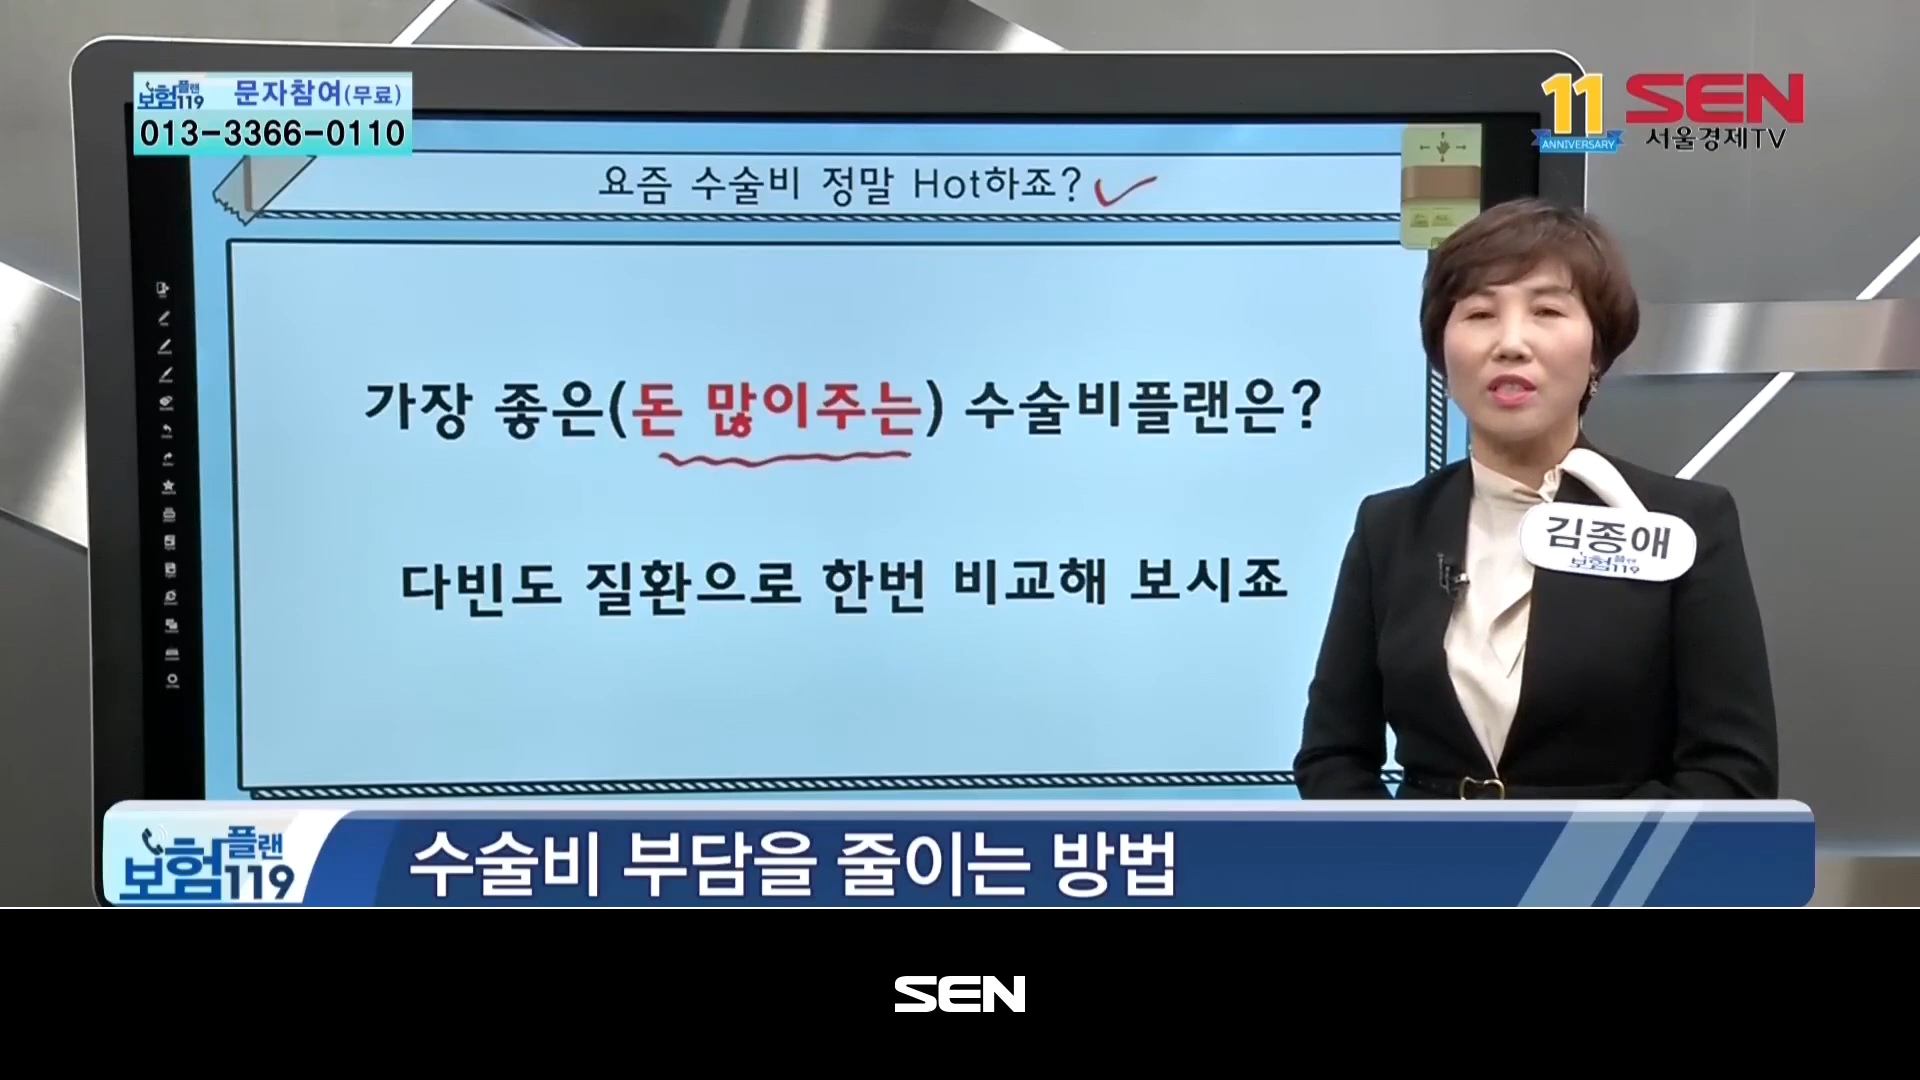 보험플랜119 문자참여(무료)
013-3366-0110
11 ANNIVERSARY
SEN
서울경제TV
요즘 수술비 정말 Hot하죠?
가장 좋은(돈 많이주는) 수술비플랜은?
다빈도 질환으로 한번 비교해 보시죠
김종애
보험플랜119
보험플랜119
수술비 부담을 줄이는 방법
SEN